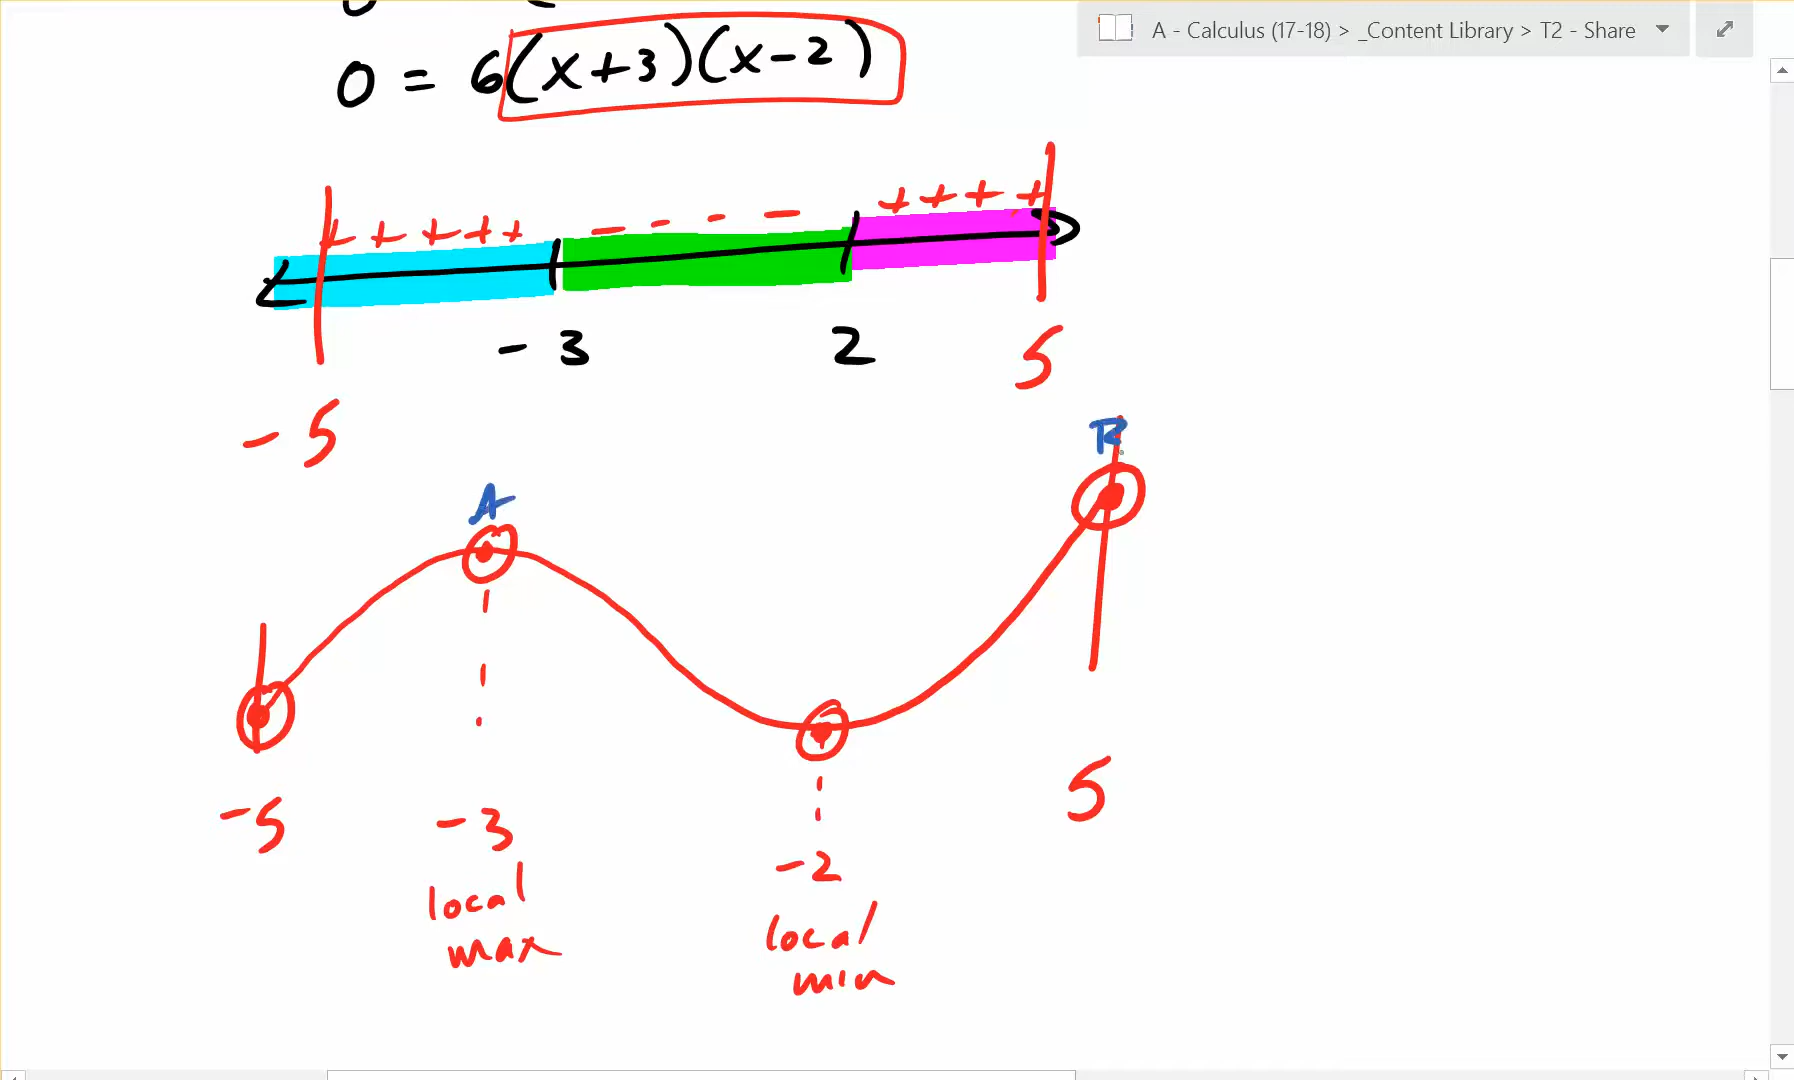 A - Calculus (17-18) > _Content Library > T2 - Share
0 = 6(x+3)(x-2)
+ + + + + - - - - + + + +
-3 2 5
-5
B
A
-5 -3 -2 5
local max
local min